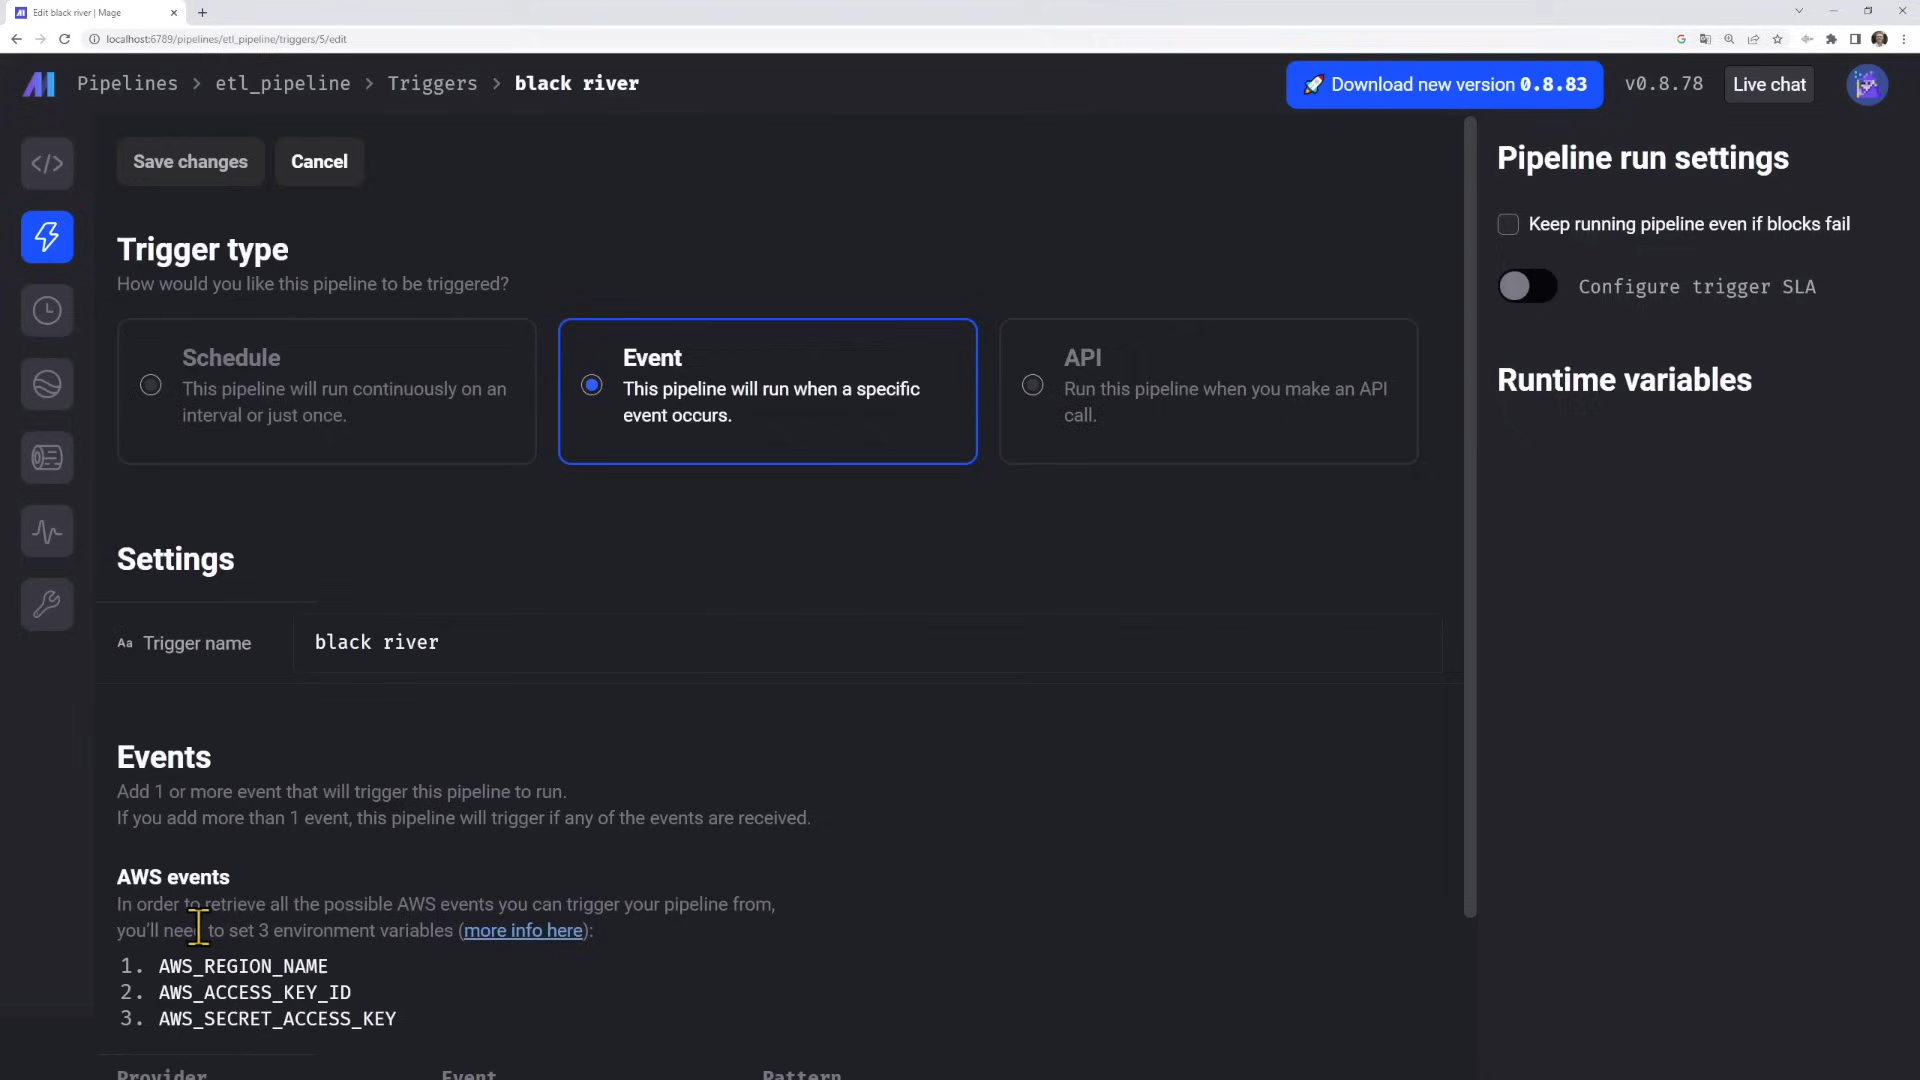 Edit black river | Mage
localhost:6789/pipelines/etl_pipeline/triggers/5/edit
Pipelines > etl_pipeline > Triggers > black river
Download new version 0.8.83
v0.8.78
Live chat
Save changes
Cancel
Trigger type
How would you like this pipeline to be triggered?
Schedule
This pipeline will run continuously on an
interval or just once.
Event
This pipeline will run when a specific
event occurs.
API
Run this pipeline when you make an API
call.
Settings
Aa Trigger name
black river
Events
Add 1 or more event that will trigger this pipeline to run.
If you add more than 1 event, this pipeline will trigger if any of the events are received.
AWS events
In order to retrieve all the possible AWS events you can trigger your pipeline from,
you'll need to set 3 environment variables (more info here):
1. AWS_REGION_NAME
2. AWS_ACCESS_KEY_ID
3. AWS_SECRET_ACCESS_KEY
Provider
Event
Pattern
Pipeline run settings
Keep running pipeline even if blocks fail
Configure trigger SLA
Runtime variables